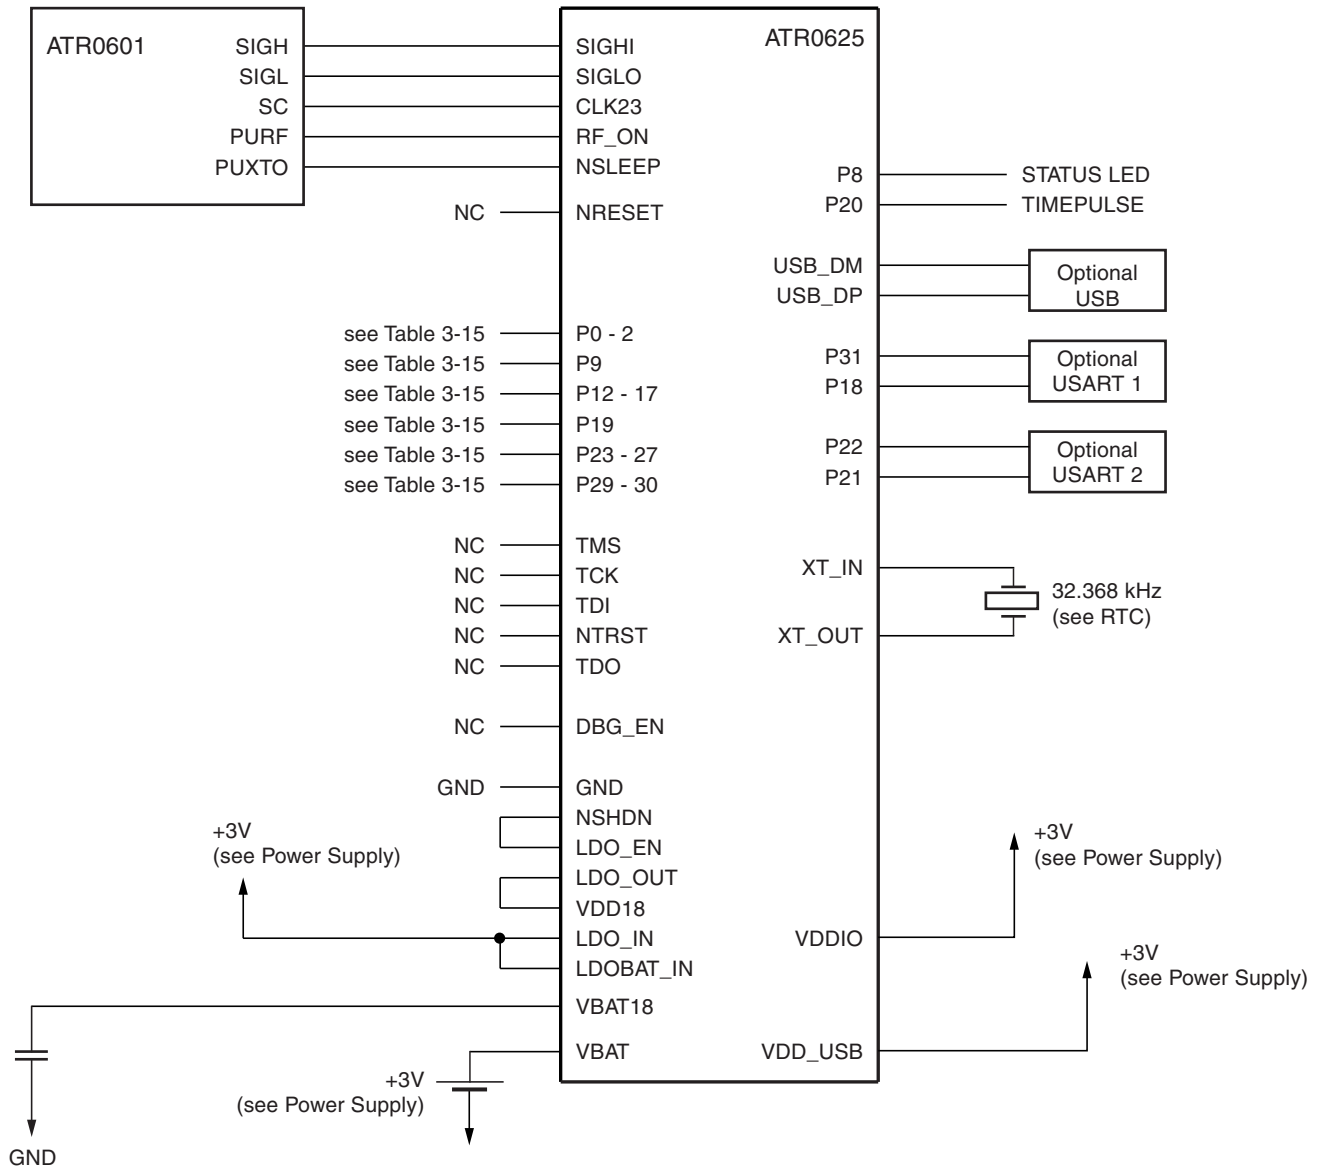 ATR0601
SIGH
SIGL
SC
PURF
PUXTO
ATR0625
SIGHI
SIGLO
CLK23
RF_ON
NSLEEP
NC
NRESET
P8
STATUS LED
P20
TIMEPULSE
USB_DM
USB_DP
Optional
USB
see Table 3-15
P0 - 2
see Table 3-15
P9
see Table 3-15
P12 - 17
see Table 3-15
P19
see Table 3-15
P23 - 27
see Table 3-15
P29 - 30
P31
P18
Optional
USART 1
P22
P21
Optional
USART 2
NC
TMS
NC
TCK
NC
TDI
NC
NTRST
NC
TDO
XT_IN
XT_OUT
32.368 kHz
(see RTC)
NC
DBG_EN
GND
GND
NSHDN
LDO_EN
LDO_OUT
VDD18
LDO_IN
LDOBAT_IN
VBAT18
VBAT
+3V
(see Power Supply)
VDDIO
+3V
(see Power Supply)
VDD_USB
+3V
(see Power Supply)
+3V
(see Power Supply)
GND